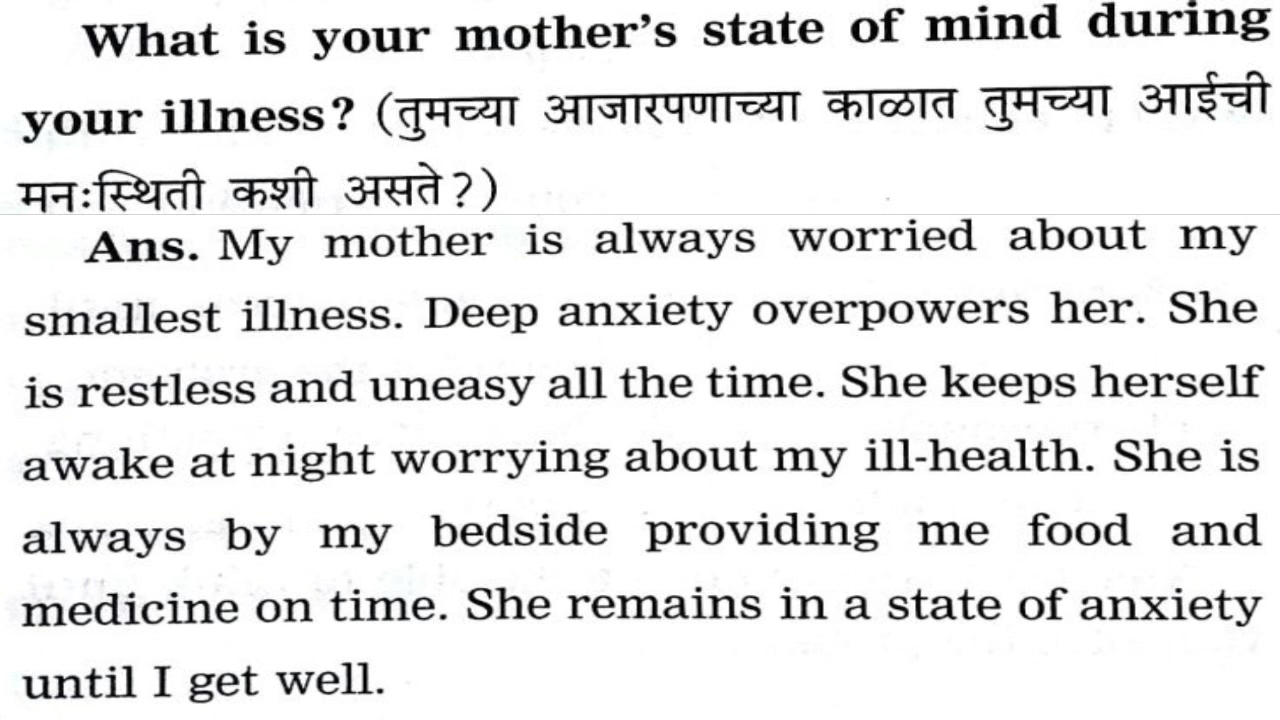 What is your mother's state of mind during
your illness? (तुमच्या आजारपणाच्या काळात तुमच्या आईची
मनःस्थिती कशी असते?)
Ans. My mother is always worried about my
smallest illness. Deep anxiety overpowers her. She
is restless and uneasy all the time. She keeps herself
awake at night worrying about my ill-health. She is
always by my bedside providing me food and
medicine on time. She remains in a state of anxiety
until I get well.